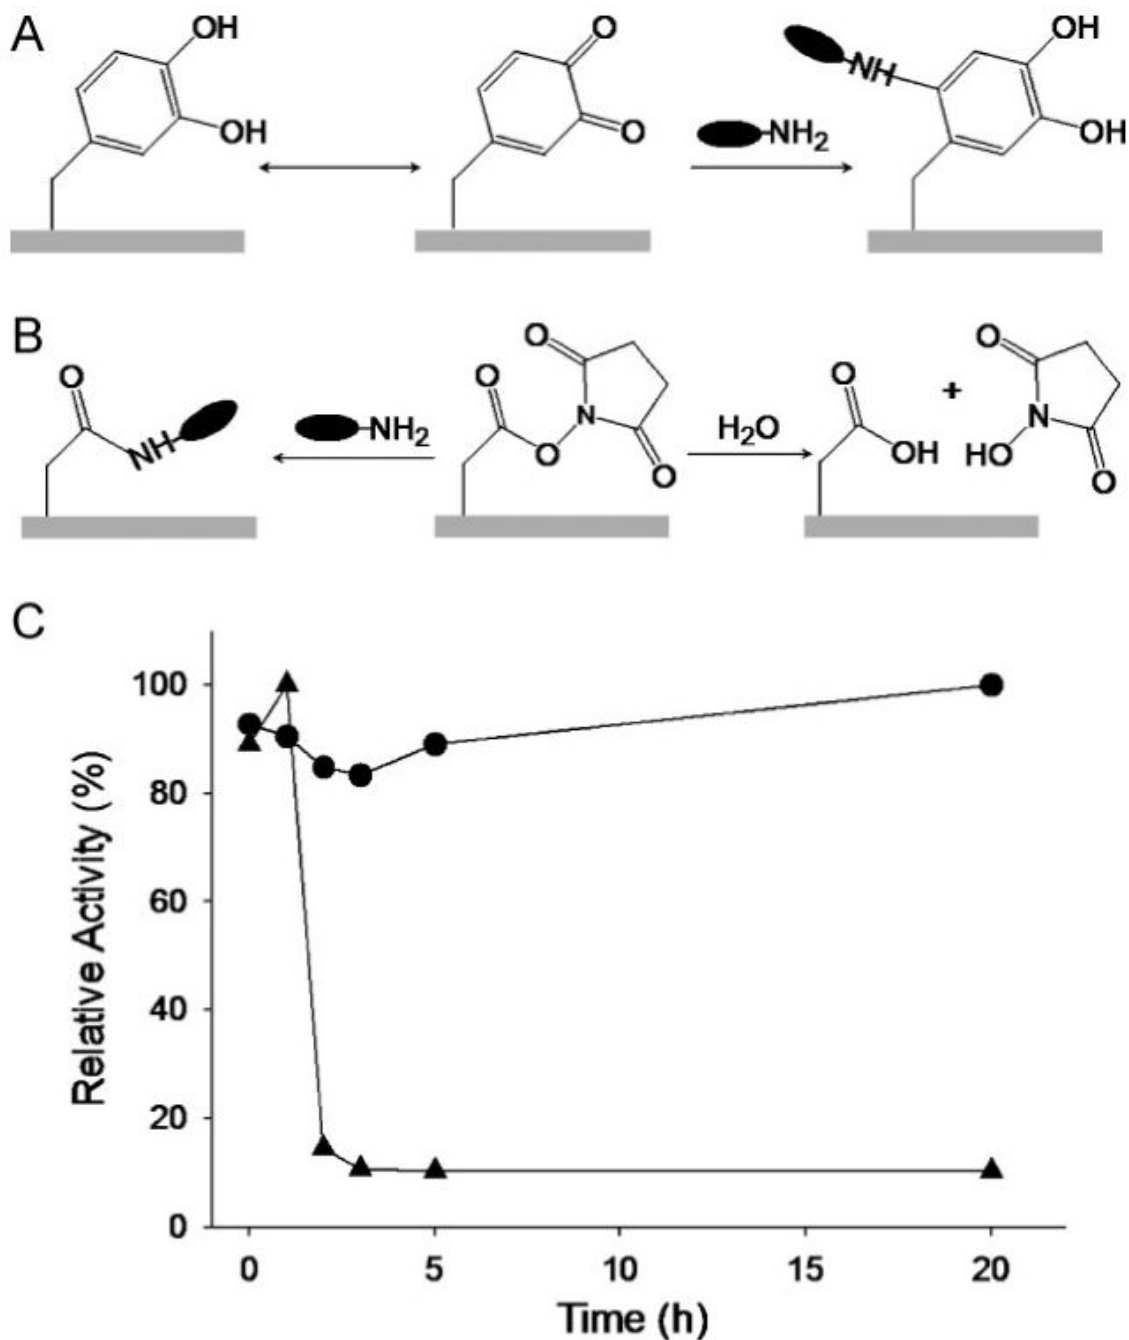 A
OH
OH
O
O
NH2
NH
OH
OH
B
O
NH
NH2
O
O
O
N
O
H2O
O
OH
+
O
N
HO
O
C
Relative Activity (%)
100
80
60
40
20
0
0 5 10 15 20
Time (h)